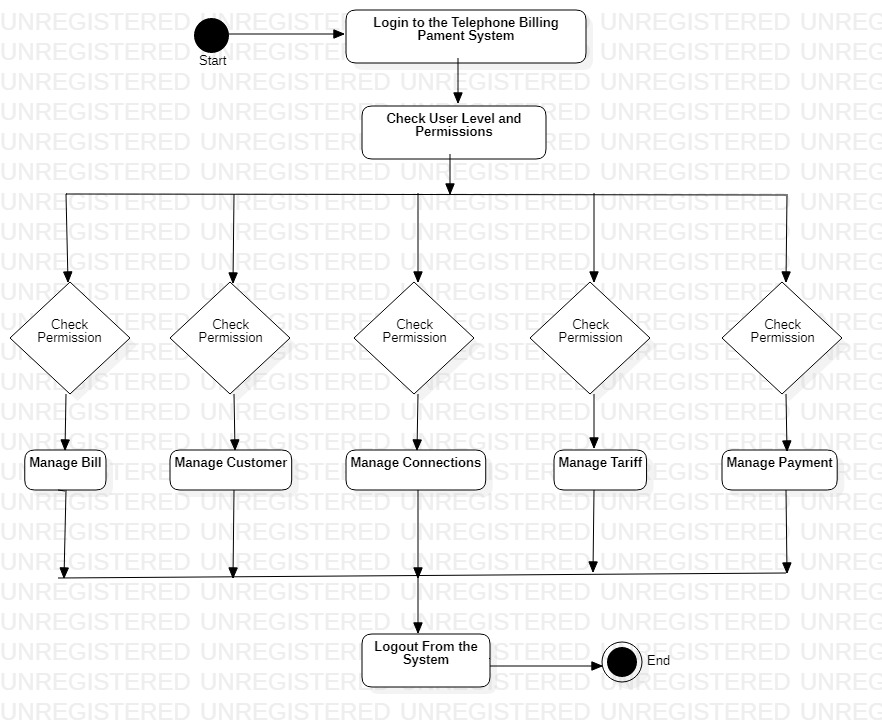 UNREGISTERED
Login to the Telephone Billing
Pament System
Start
Check User Level and
Permissions
Check
Permission
Check
Permission
Check
Permission
Check
Permission
Check
Permission
Manage Bill
Manage Customer
Manage Connections
Manage Tariff
Manage Payment
Logout From the
System
End